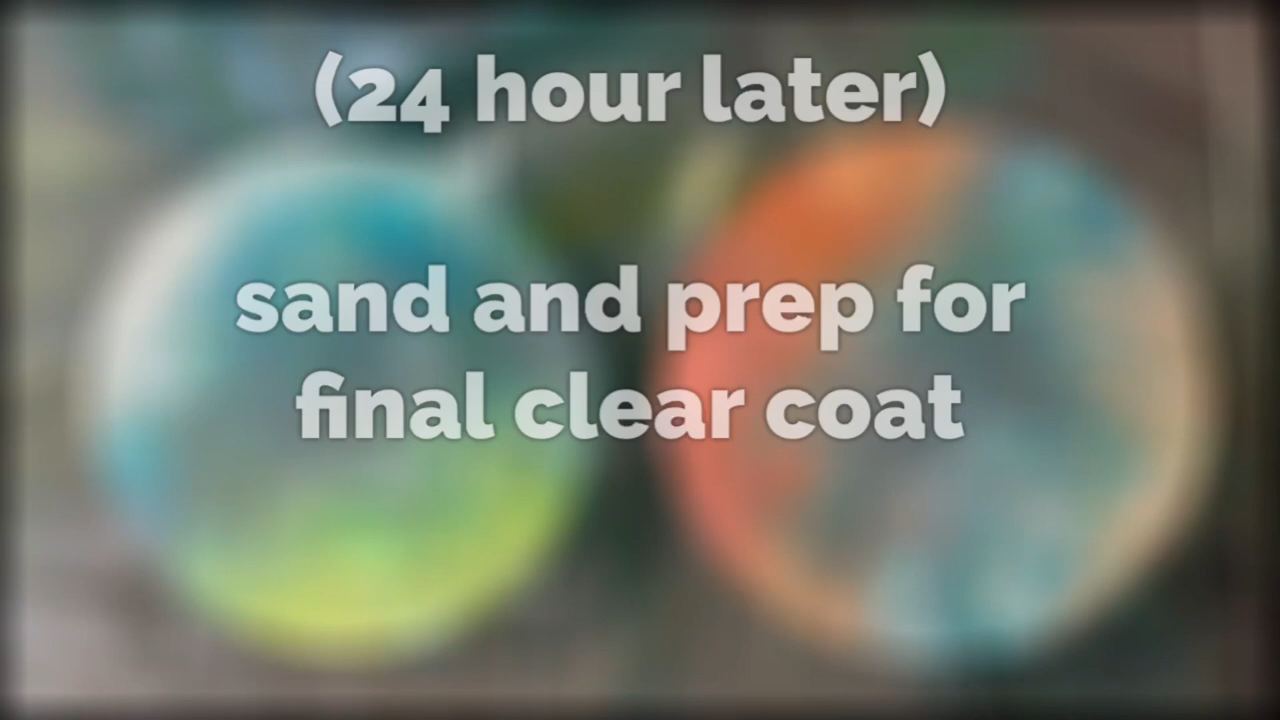 (24 hour later)
sand and prep for
final clear coat